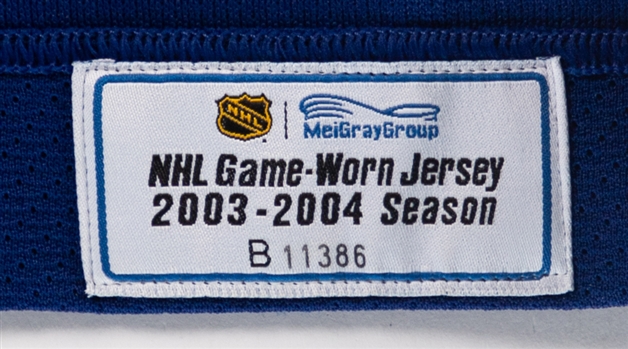 NHL MeiGrayGroup
NHL Game-Worn Jersey
2003-2004 Season
B 11386